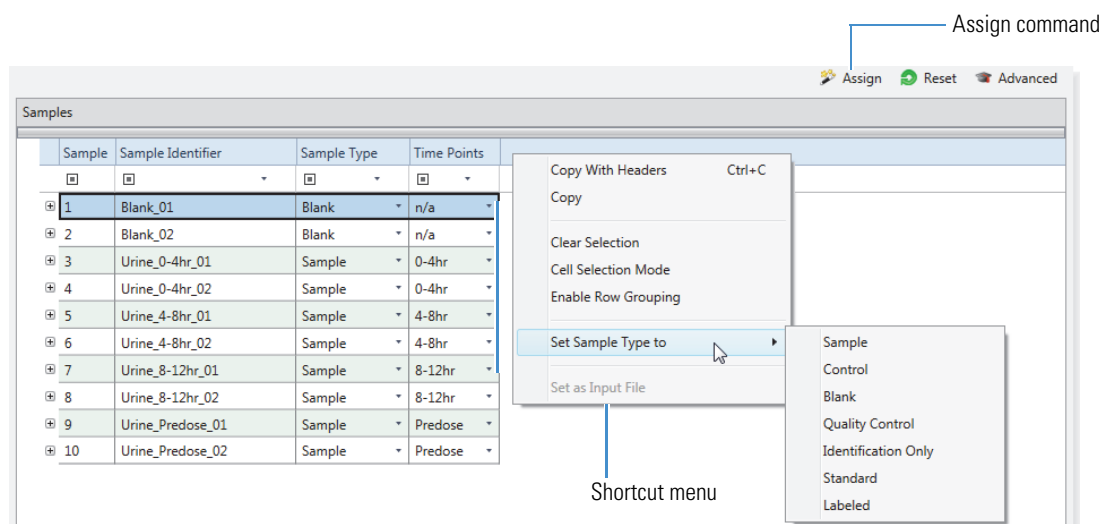 Assign command
Assign Reset Advanced
Samples
Sample Sample Identifier Sample Type Time Points
1 Blank_01 Blank n/a
2 Blank_02 Blank n/a
3 Urine_0-4hr_01 Sample 0-4hr
4 Urine_0-4hr_02 Sample 0-4hr
5 Urine_4-8hr_01 Sample 4-8hr
6 Urine_4-8hr_02 Sample 4-8hr
7 Urine_8-12hr_01 Sample 8-12hr
8 Urine_8-12hr_02 Sample 8-12hr
9 Urine_Predose_01 Sample Predose
10 Urine_Predose_02 Sample Predose
Copy With Headers Ctrl+C
Copy
Clear Selection
Cell Selection Mode
Enable Row Grouping
Set Sample Type to
Set as Input File
Sample
Control
Blank
Quality Control
Identification Only
Standard
Labeled
Shortcut menu